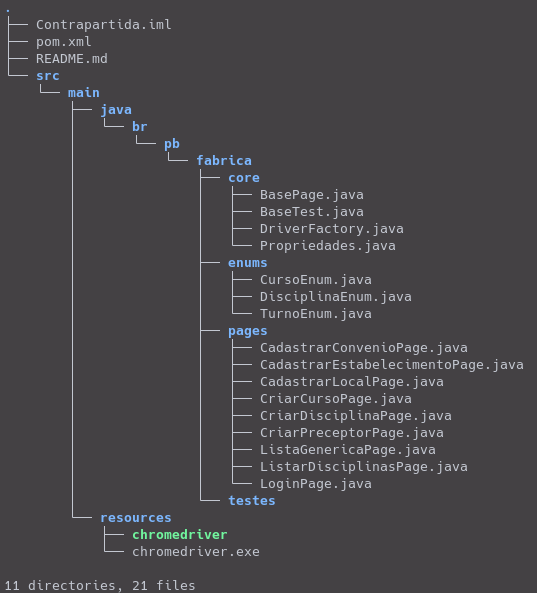 .
├── Contrapartida.iml
├── pom.xml
├── README.md
└── src
    └── main
        ├── java
        │   └── br
        │       └── pb
        │           └── fabrica
        │               ├── core
        │               │   ├── BasePage.java
        │               │   ├── BaseTest.java
        │               │   ├── DriverFactory.java
        │               │   └── Propriedades.java
        │               ├── enums
        │               │   ├── CursoEnum.java
        │               │   ├── DisciplinaEnum.java
        │               │   └── TurnoEnum.java
        │               ├── pages
        │               │   ├── CadastrarConvenioPage.java
        │               │   ├── CadastrarEstabelecimentoPage.java
        │               │   ├── CadastrarLocalPage.java
        │               │   ├── CriarCursoPage.java
        │               │   ├── CriarDisciplinaPage.java
        │               │   ├── CriarPreceptorPage.java
        │               │   ├── ListaGenericaPage.java
        │               │   ├── ListarDisciplinasPage.java
        │               │   └── LoginPage.java
        │               └── testes
        └── resources
            ├── chromedriver
            └── chromedriver.exe

11 directories, 21 files